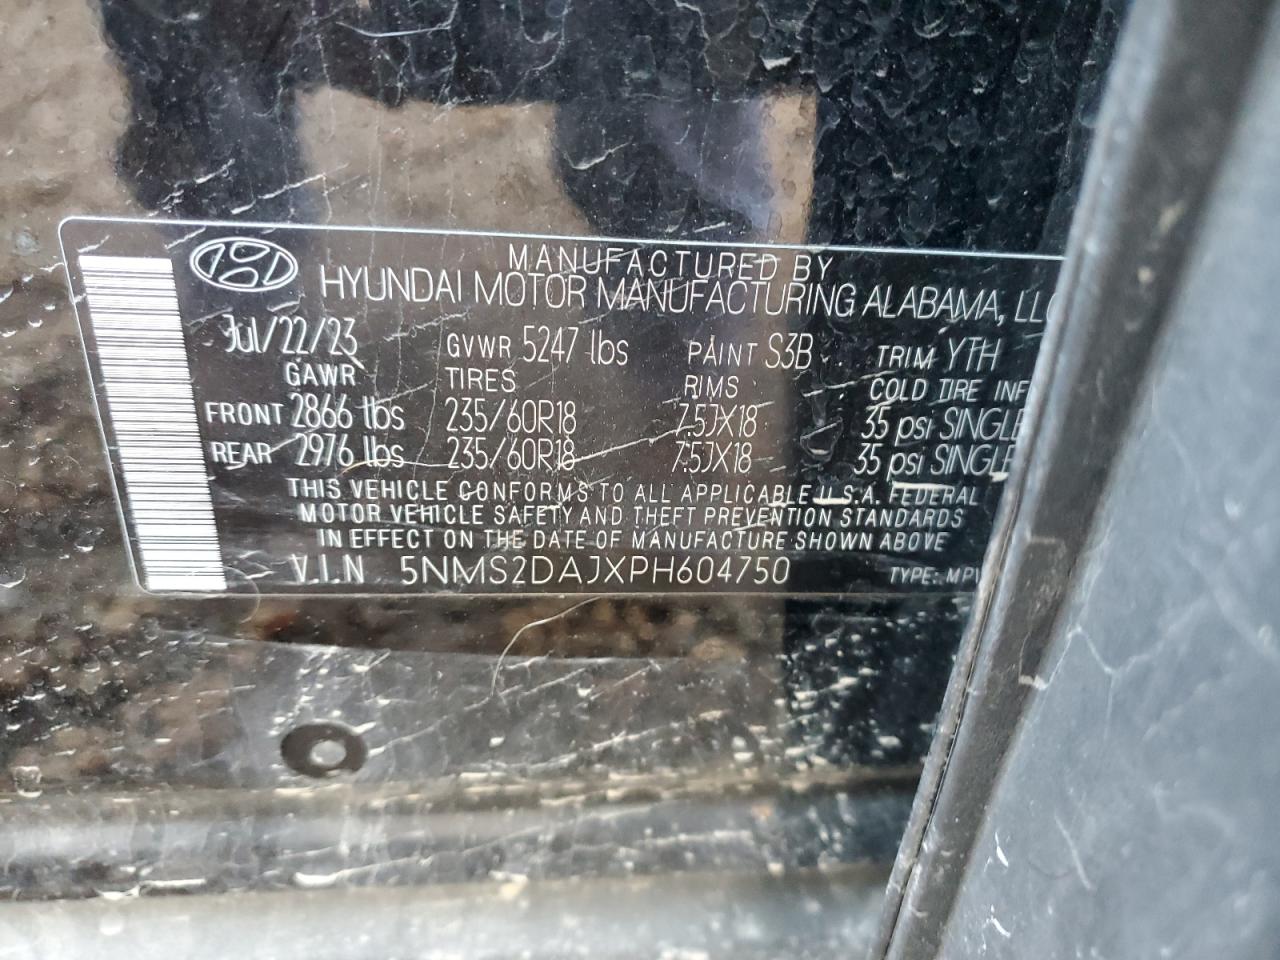 MANUFACTURED BY
HYUNDAI MOTOR MANUFACTURING ALABAMA, LLC
Jul/22/23 GVWR 5247 lbs PAINT S3B TRIM YTH
GAWR TIRES RIMS COLD TIRE INF
FRONT 2866 lbs 235/60R18 7.5JX18 35 psi SINGLE
REAR 2976 lbs 235/60R18 7.5JX18 35 psi SINGLE
THIS VEHICLE CONFORMS TO ALL APPLICABLE U.S.A. FEDERAL
MOTOR VEHICLE SAFETY AND THEFT PREVENTION STANDARDS
IN EFFECT ON THE DATE OF MANUFACTURE SHOWN ABOVE
V.I.N 5NMS2DAJXPH604750 TYPE: MPV